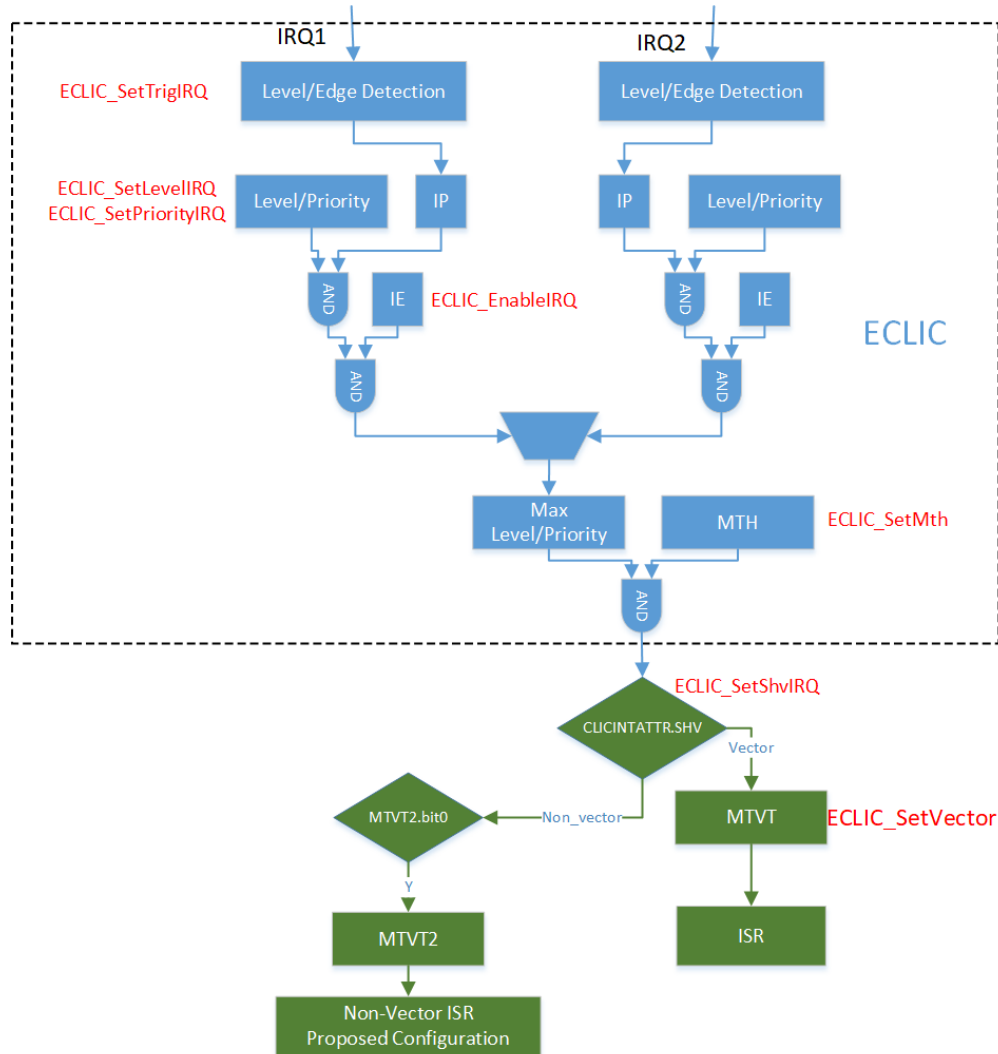 IRQ1
IRQ2
ECLIC_SetTrigIRQ
Level/Edge Detection
Level/Edge Detection
ECLIC_SetLevelIRQ
ECLIC_SetPriorityIRQ
Level/Priority
IP
IP
Level/Priority
AND
IE
ECLIC_EnableIRQ
AND
IE
ECLIC
AND
AND
Max
Level/Priority
MTH
ECLIC_SetMth
AND
ECLIC_SetShvIRQ
CLICINTATTR.SHV
Vector
MTVT2.bit0
Non_vector
MTVT
ECLIC_SetVector
Y
MTVT2
ISR
Non-Vector ISR
Proposed Configuration